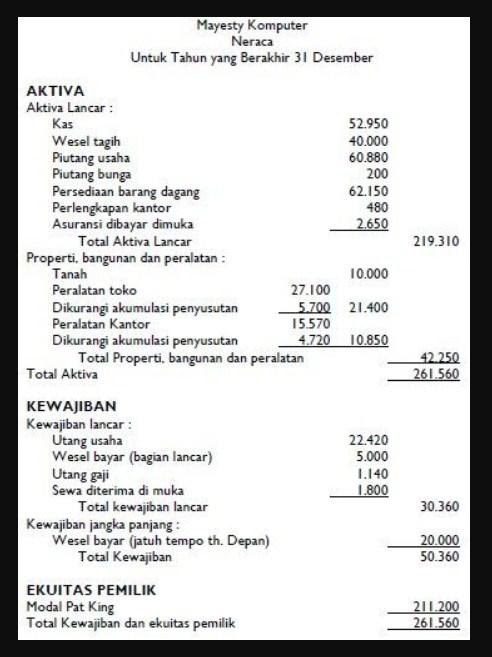 Mayesty Komputer
Neraca
Untuk Tahun yang Berakhir 31 Desember
AKTIVA
Aktiva Lancar :
Kas 52.950
Wesel tagih 40.000
Piutang usaha 60.880
Piutang bunga 200
Persediaan barang dagang 62.150
Perlengkapan kantor 480
Asuransi dibayar dimuka 2.650
Total Aktiva Lancar 219.310
Properti, bangunan dan peralatan :
Tanah 10.000
Peralatan toko 27.100
Dikurangi akumulasi penyusutan 5.700 21.400
Peralatan Kantor 15.570
Dikurangi akumulasi penyusutan 4.720 10.850
Total Properti, bangunan dan peralatan 42.250
Total Aktiva 261.560
KEWAJIBAN
Kewajiban lancar :
Utang usaha 22.420
Wesel bayar (bagian lancar) 5.000
Utang gaji 1.140
Sewa diterima di muka 1.800
Total kewajiban lancar 30.360
Kewajiban jangka panjang :
Wesel bayar (jatuh tempo th. Depan) 20.000
Total Kewajiban 50.360
EKUITAS PEMILIK
Modal Pat King 211.200
Total Kewajiban dan ekuitas pemilik 261.560